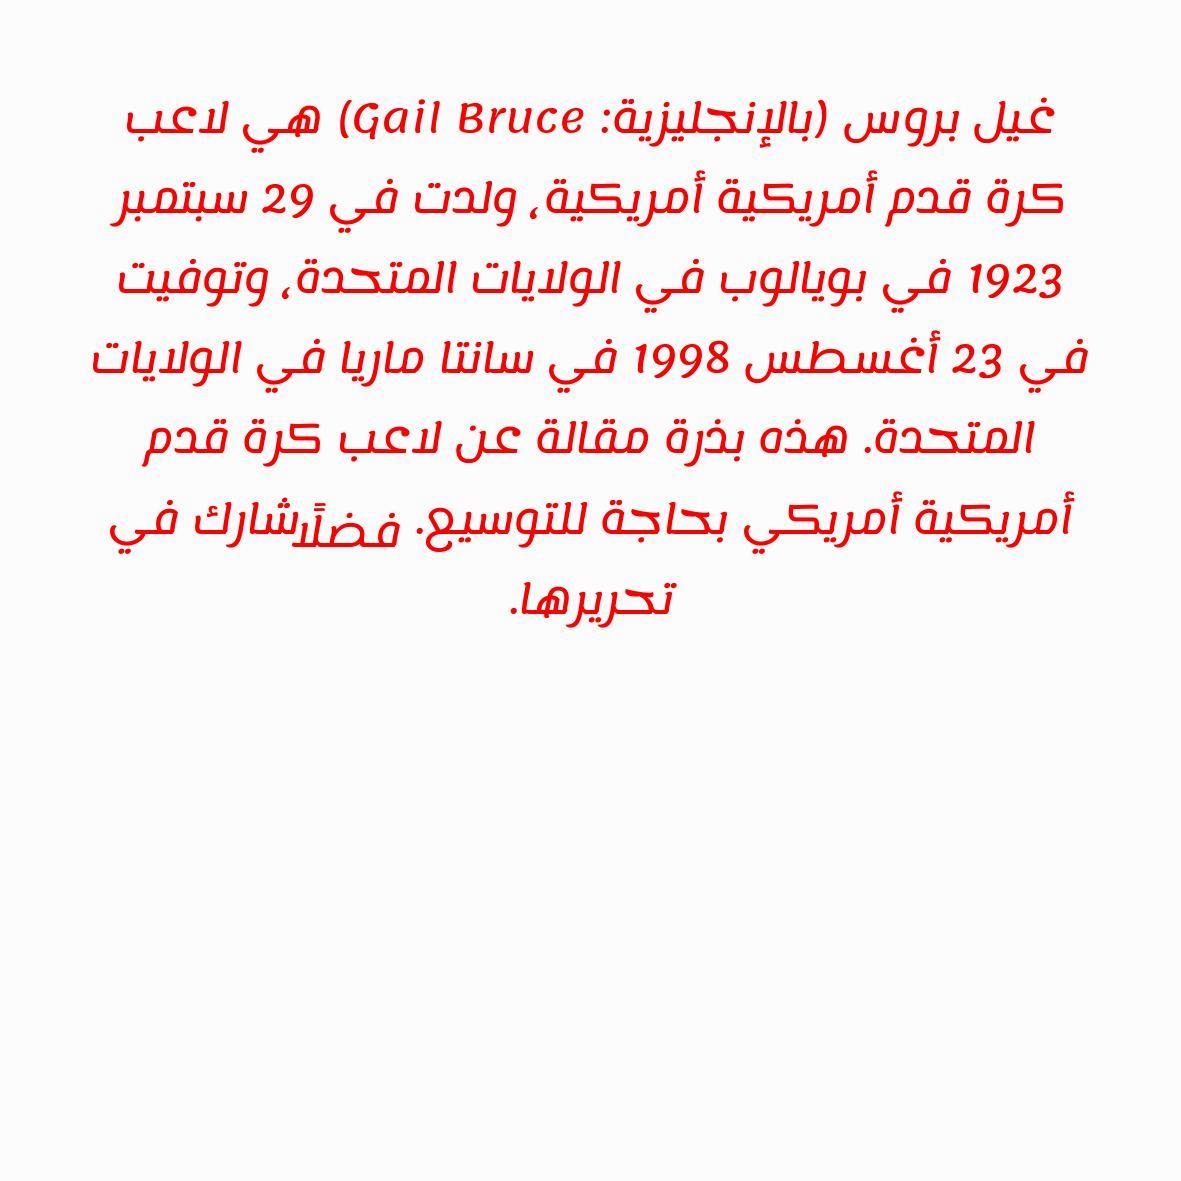 غيل بروس (بالإنجليزية: Gail Bruce) هي لاعب
كرة قدم أمريكية أمريكية، ولدت في 29 سبتمبر
1923 في بويالوب في الولايات المتحدة، وتوفيت
في 23 أغسطس 1998 في سانتا ماريا في الولايات
المتحدة. هذه بذرة مقالة عن لاعب كرة قدم
أمريكية أمريكي بحاجة للتوسيع. فضلًا شارك في
تحريرها.